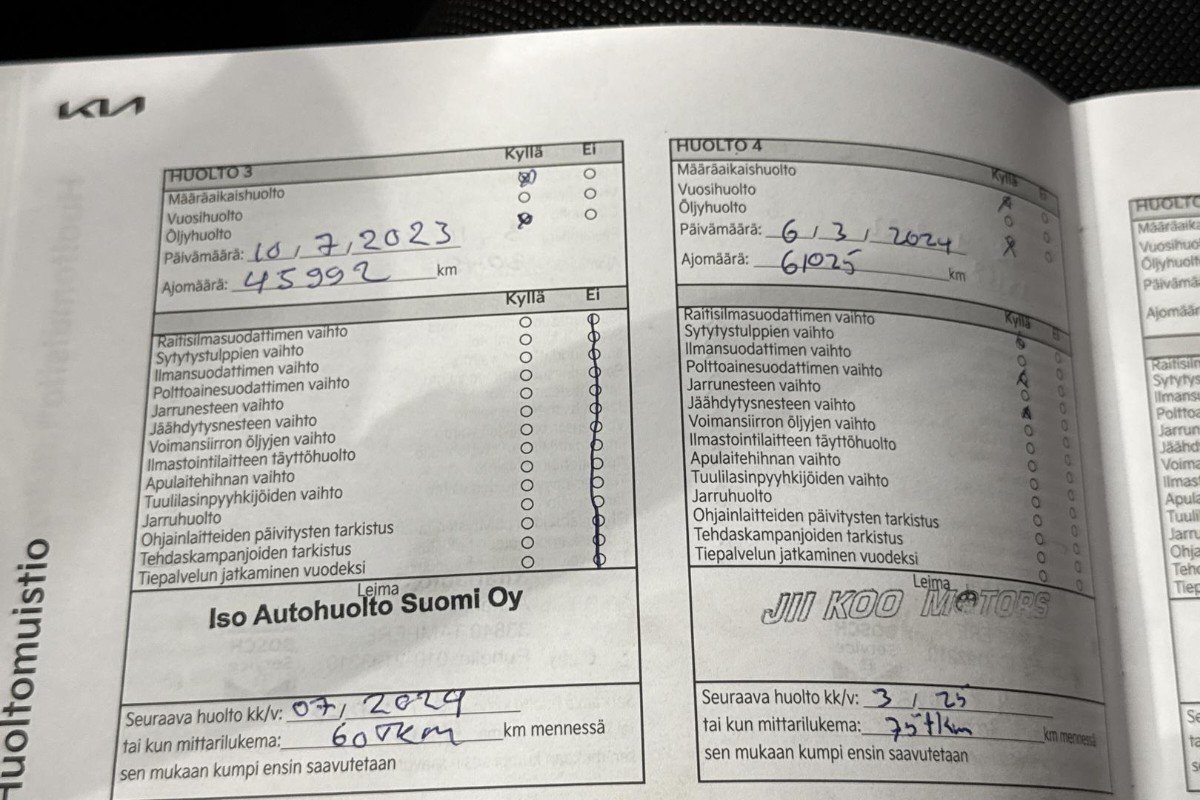 KIA
Huoltomuistio
HUOLTO 3 Kyllä Ei
Määräaikaishuolto
Vuosihuolto
Öljyhuolto
Päivämäärä: 10, 7, 2023
Ajomäärä: 45992 km
Kyllä Ei
Raitisilmasuodattimen vaihto
Sytytystulppien vaihto
Ilmansuodattimen vaihto
Polttoainesuodattimen vaihto
Jarrunesteen vaihto
Jäähdytysnesteen vaihto
Voimansiirron öljyjen vaihto
Ilmastointilaitteen täyttöhuolto
Apulaitehihnan vaihto
Tuulilasinpyyhkijöiden vaihto
Jarruhuolto
Ohjainlaitteiden päivitysten tarkistus
Tehdaskampanjoiden tarkistus
Tiepalvelun jatkaminen vuodeksi
Leima
Iso Autohuolto Suomi Oy
Seuraava huolto kk/v: 07, 2024
tai kun mittarilukema: 60 Tkm km mennessä
sen mukaan kumpi ensin saavutetaan
HUOLTO 4 Kyllä Ei
Määräaikaishuolto
Vuosihuolto
Öljyhuolto
Päivämäärä: 6, 3, 2024
Ajomäärä: 61025 km
Kyllä Ei
Raitisilmasuodattimen vaihto
Sytytystulppien vaihto
Ilmansuodattimen vaihto
Polttoainesuodattimen vaihto
Jarrunesteen vaihto
Jäähdytysnesteen vaihto
Voimansiirron öljyjen vaihto
Ilmastointilaitteen täyttöhuolto
Apulaitehihnan vaihto
Tuulilasinpyyhkijöiden vaihto
Jarruhuolto
Ohjainlaitteiden päivitysten tarkistus
Tehdaskampanjoiden tarkistus
Tiepalvelun jatkaminen vuodeksi
Leima
JII KOO MOTORS
Seuraava huolto kk/v: 3, 25
tai kun mittarilukema: 75 tkm km mennessä
sen mukaan kumpi ensin saavutetaan